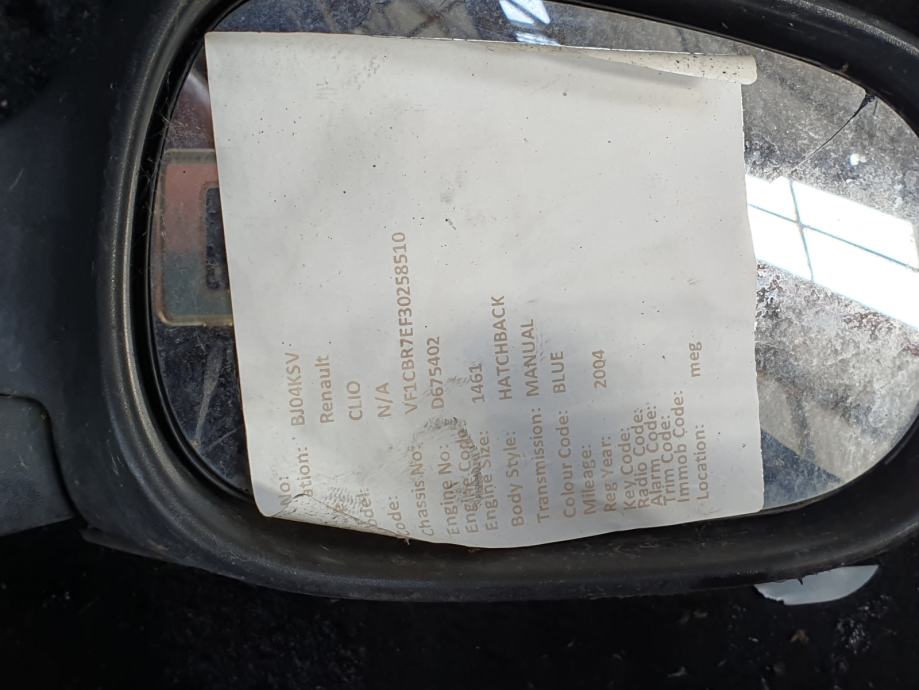 No:
ation: BJ04KSV
Renault
odel: CLIO
ode: N/A
Chassis No: VF1CBR7EF30258510
Engine No: D675402
Engine Code:
Engine Size: 1461
Body Style: HATCHBACK
Transmission: MANUAL
Colour Code: BLUE
Mileage:
Reg Year: 2004
Key Code:
Radio Code:
Alarm Code:
Trim Code:
Immob Code:
Location: meg